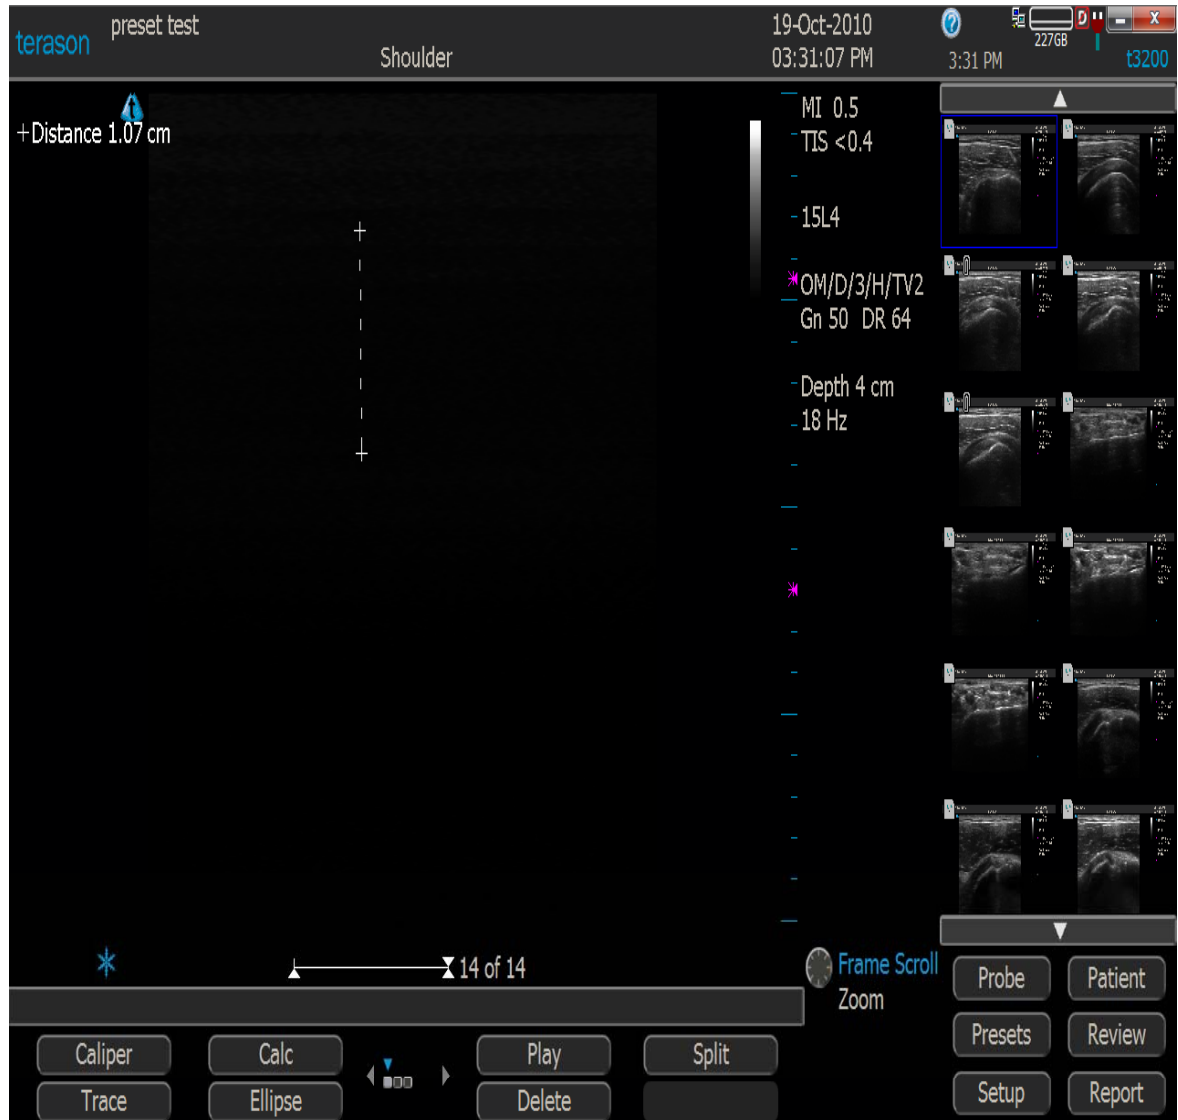 terason
preset test
Shoulder
19-Oct-2010
03:31:07 PM
227GB
D
3:31 PM
t3200
+Distance 1.07 cm
MI 0.5
TIS <0.4
15L4
OM/D/3/H/TV2
Gn 50 DR 64
Depth 4 cm
18 Hz
14 of 14
Frame Scroll
Zoom
Probe
Patient
Presets
Review
Setup
Report
Caliper
Calc
Play
Split
Trace
Ellipse
Delete